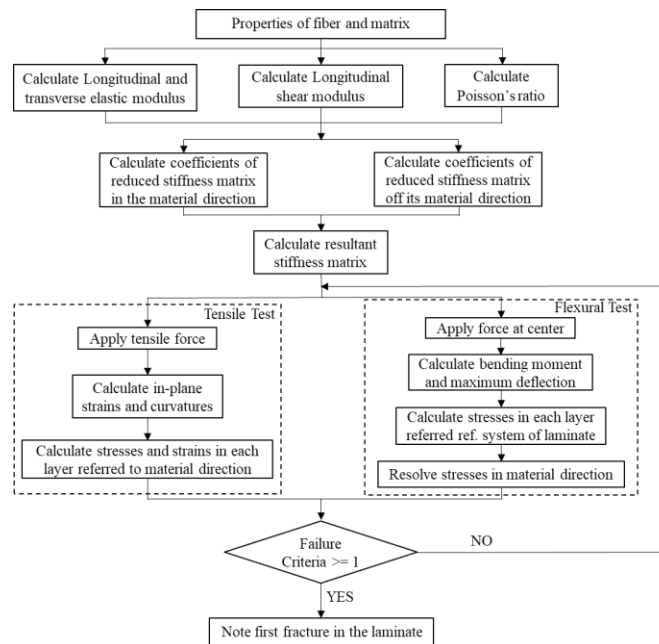 Properties of fiber and matrix
Calculate Longitudinal and
transverse elastic modulus
Calculate Longitudinal
shear modulus
Calculate
Poisson's ratio
Calculate coefficients of
reduced stiffness matrix
in the material direction
Calculate coefficients of
reduced stiffness matrix
off its material direction
Calculate resultant
stiffness matrix
Tensile Test
Apply tensile force
Calculate in-plane
strains and curvatures
Calculate stresses and strains in each
layer referred to material direction
Flexural Test
Apply force at center
Calculate bending moment
and maximum deflection
Calculate stresses in each layer
referred ref. system of laminate
Resolve stresses in material direction
Failure
Criteria >= 1
NO
YES
Note first fracture in the laminate